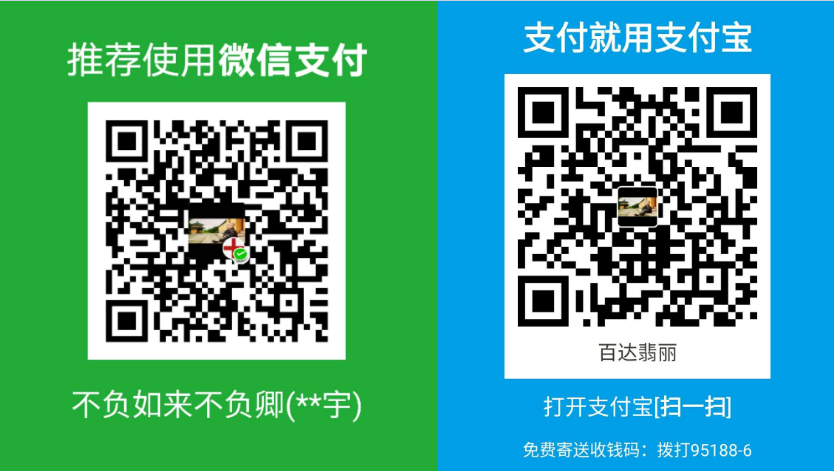 推荐使用微信支付
不负如来不负卿(**宇)
支付就用支付宝
百达翡丽
打开支付宝[扫一扫]
免费寄送收钱码：拨打95188-6